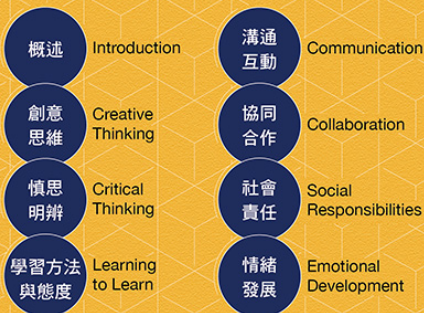 概述
Introduction
創意
思維
Creative
Thinking
慎思
明辨
Critical
Thinking
學習方法
與態度
Learning
to Learn
溝通
互動
Communication
協同
合作
Collaboration
社會
責任
Social
Responsibilities
情緒
發展
Emotional
Development